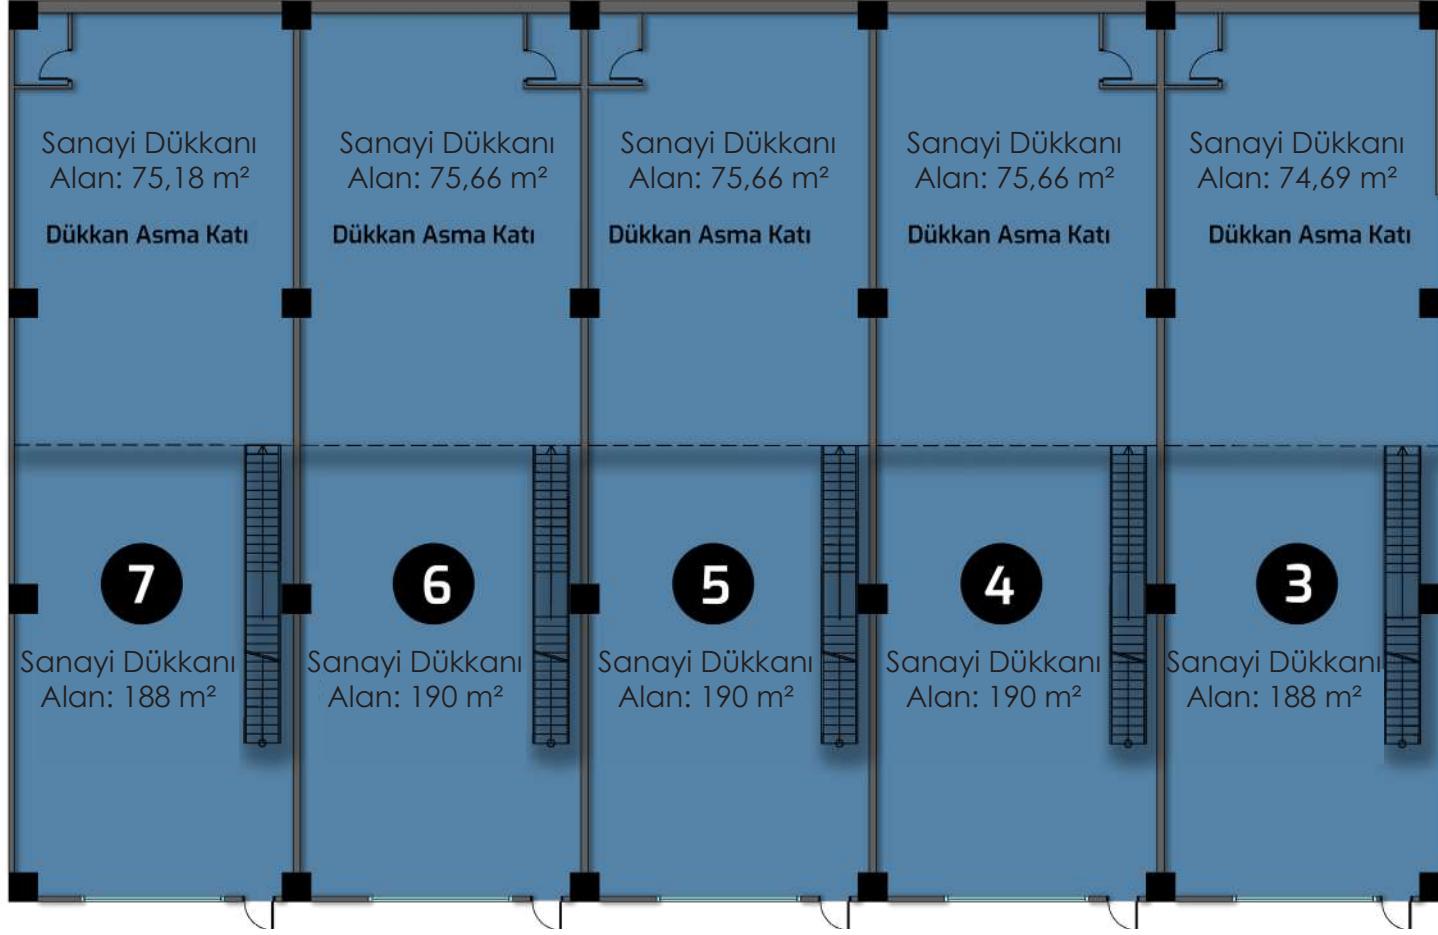 Sanayi Dükkanı
Alan: 75,18 m²
Dükkan Asma Katı
Sanayi Dükkanı
Alan: 75,66 m²
Dükkan Asma Katı
Sanayi Dükkanı
Alan: 75,66 m²
Dükkan Asma Katı
Sanayi Dükkanı
Alan: 75,66 m²
Dükkan Asma Katı
Sanayi Dükkanı
Alan: 74,69 m²
Dükkan Asma Katı
7
Sanayi Dükkanı
Alan: 188 m²
6
Sanayi Dükkanı
Alan: 190 m²
5
Sanayi Dükkanı
Alan: 190 m²
4
Sanayi Dükkanı
Alan: 190 m²
3
Sanayi Dükkanı
Alan: 188 m²